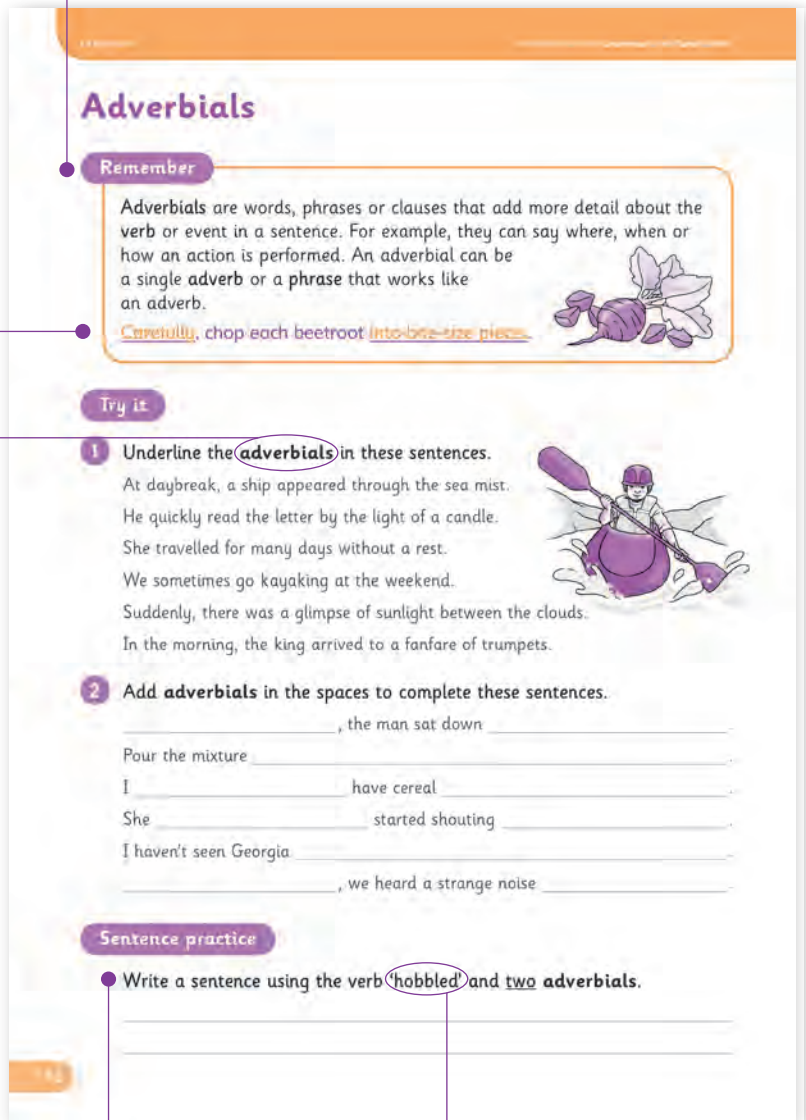 Adverbials
Remember
Adverbials are words, phrases or clauses that add more detail about the
verb or event in a sentence. For example, they can say where, when or
how an action is performed. An adverbial can be
a single adverb or a phrase that works like
an adverb.
Carefully, chop each beetroot into bite-size pieces.
Try it
1 Underline the adverbials in these sentences.
At daybreak, a ship appeared through the sea mist.
He quickly read the letter by the light of a candle.
She travelled for many days without a rest.
We sometimes go kayaking at the weekend.
Suddenly, there was a glimpse of sunlight between the clouds.
In the morning, the king arrived to a fanfare of trumpets.
2 Add adverbials in the spaces to complete these sentences.
, the man sat down .
Pour the mixture .
I have cereal .
She started shouting .
I haven't seen Georgia .
, we heard a strange noise .
Sentence practice
Write a sentence using the verb 'hobbled' and two adverbials.